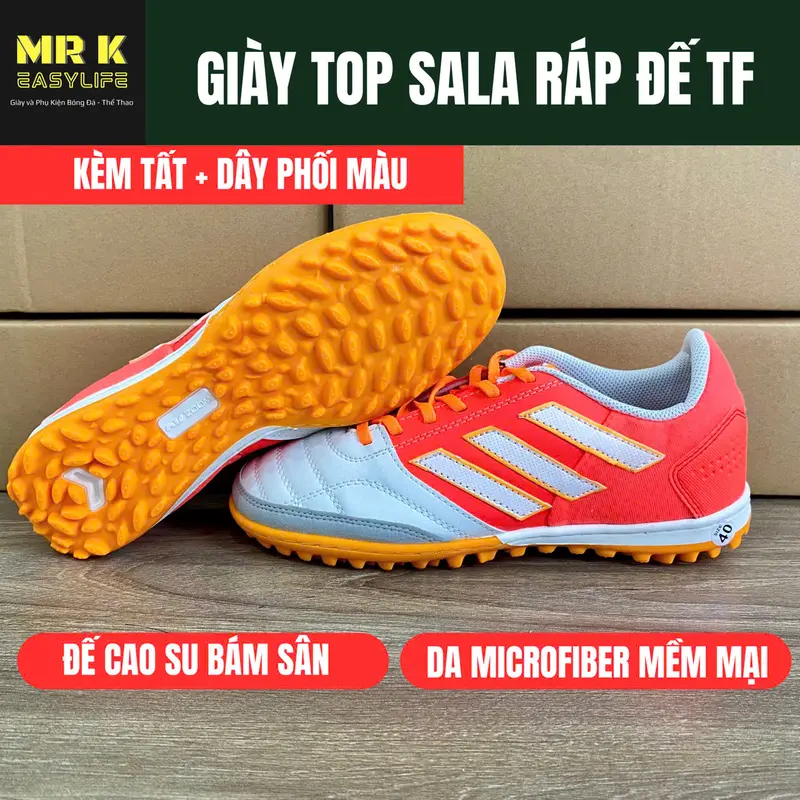 MR K
EASYLIFE
Giày và Phụ Kiện Bóng Đá - Thể Thao
GIÀY TOP SALA RÁP ĐẾ TF
KÈM TẤT + DÂY PHỐI MÀU
SIZE
40
ĐẾ CAO SU BÁM SÂN
DA MICROFIBER MỀM MẠI